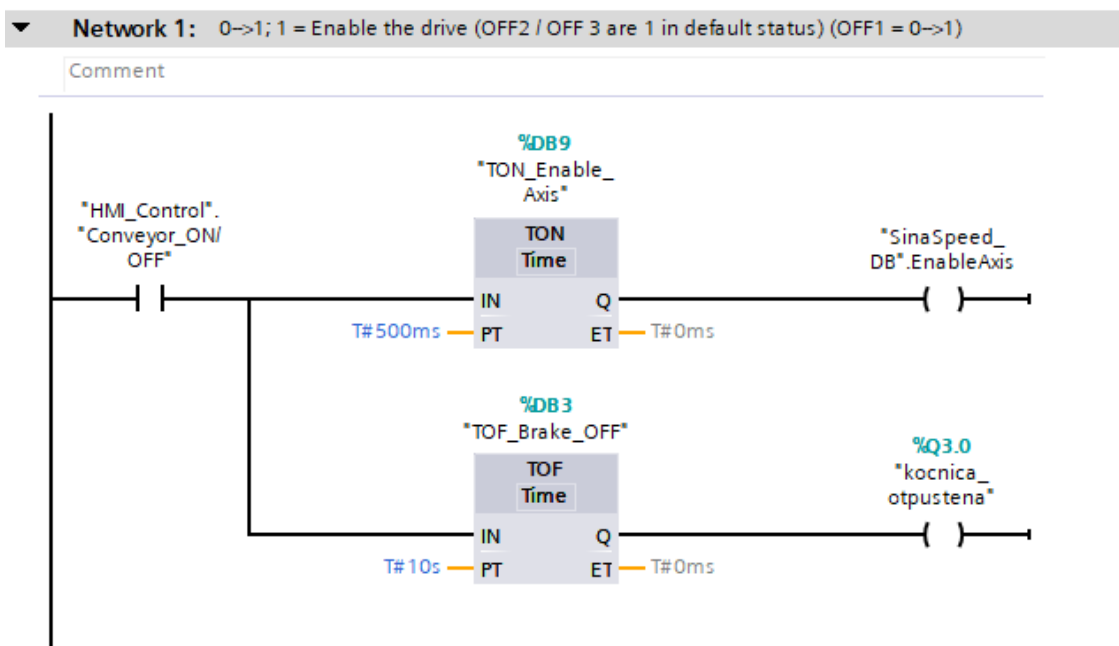 Network 1: 0-->1; 1 = Enable the drive (OFF2 / OFF 3 are 1 in default status) (OFF1 = 0-->1)
Comment
%DB9
"TON_Enable_
Axis"
"HMI_Control".
"Conveyor_ON/
OFF"
TON
Time
"SinaSpeed_
DB".EnableAxis
IN Q
T#500ms PT ET T#0ms
%DB3
"TOF_Brake_OFF"
TOF
Time
%Q3.0
"kocnica_
otpustena"
IN Q
T#10s PT ET T#0ms